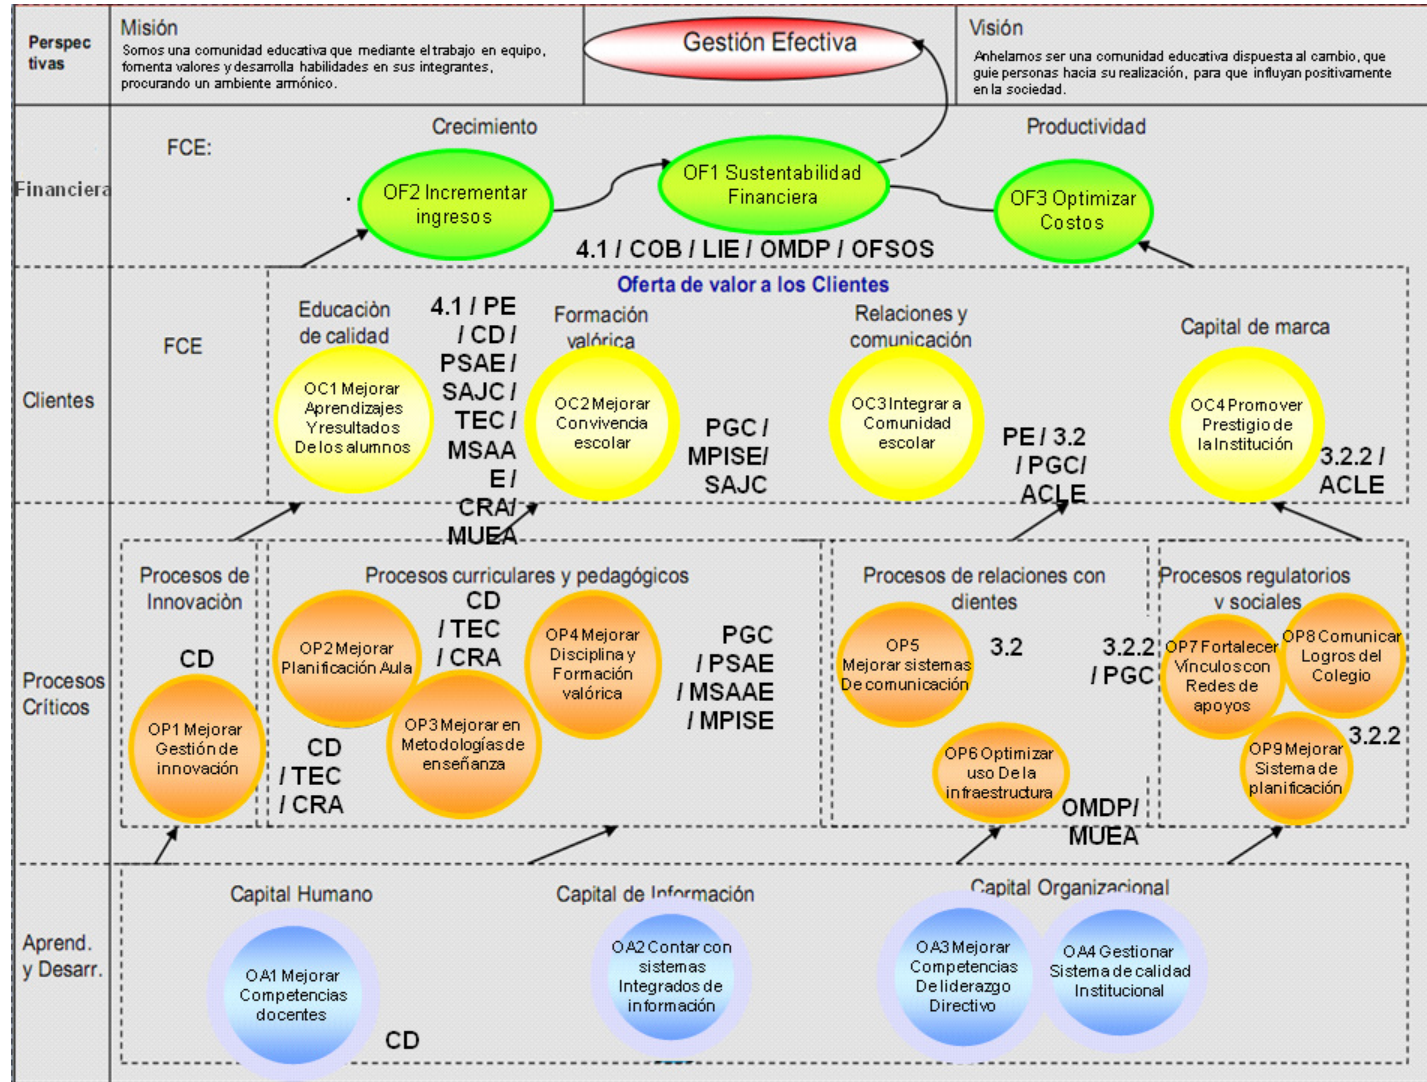 Perspec
tivas
Misión
Somos una comunidad educativa que mediante el trabajo en equipo,
fomenta valores y desarrolla habilidades en sus integrantes,
procurando un ambiente armónico.
Gestión Efectiva
Visión
Anhelamos ser una comunidad educativa dispuesta al cambio, que
guie personas hacia su realización, para que influyan positivamente
en la sociedad.
Financiera
FCE:
Crecimiento
Productividad
OF2 Incrementar
ingresos
OF1 Sustentabilidad
Financiera
OF3 Optimizar
Costos
4.1 / COB / LIE / OMDP / OFSOS
Clientes
FCE
Oferta de valor a los Clientes
Educaciòn
de calidad
OC1 Mejorar
Aprendizajes
Y resultados
De los alumnos
4.1 / PE
/ CD /
PSAE /
SAJC /
TEC /
MSAA
E /
CRA/
MUEA
Formación
valórica
OC2 Mejorar
Convivencia
escolar
PGC /
MPISE/
SAJC
Relaciones y
comunicación
OC3 Integrar a
Comunidad
escolar
PE / 3.2
/ PGC/
ACLE
Capital de marca
OC4 Promover
Prestigio de
la Institución
3.2.2 /
ACLE
Procesos
Críticos
Procesos de
Innovaciòn
CD
OP1 Mejorar
Gestión de
innovación
Procesos curriculares y pedagógicos
OP2 Mejorar
Planificación Aula
CD
/ TEC
/ CRA
CD
/ TEC
/ CRA
OP3 Mejorar en
Metodologías de
enseñanza
OP4 Mejorar
Disciplina y
Formación
valórica
PGC
/ PSAE
/ MSAAE
/ MPISE
Procesos de relaciones con
clientes
OP5
Mejorar sistemas
De comunicación
3.2
3.2.2
/ PGC
OP6 Optimizar
uso De la
infraestructura
OMDP/
MUEA
Procesos regulatorios
y sociales
OP7 Fortalecer
Vínculos con
Redes de
apoyos
OP8 Comunicar
Logros del
Colegio
OP9 Mejorar
Sistema de
planificación
3.2.2
Aprend.
y Desarr.
Capital Humano
OA1 Mejorar
Competencias
docentes
CD
Capital de Información
OA2 Contar con
sistemas
Integrados de
información
Capital Organizacional
OA3 Mejorar
Competencias
De liderazgo
Directivo
OA4 Gestionar
Sistema de calidad
Institucional